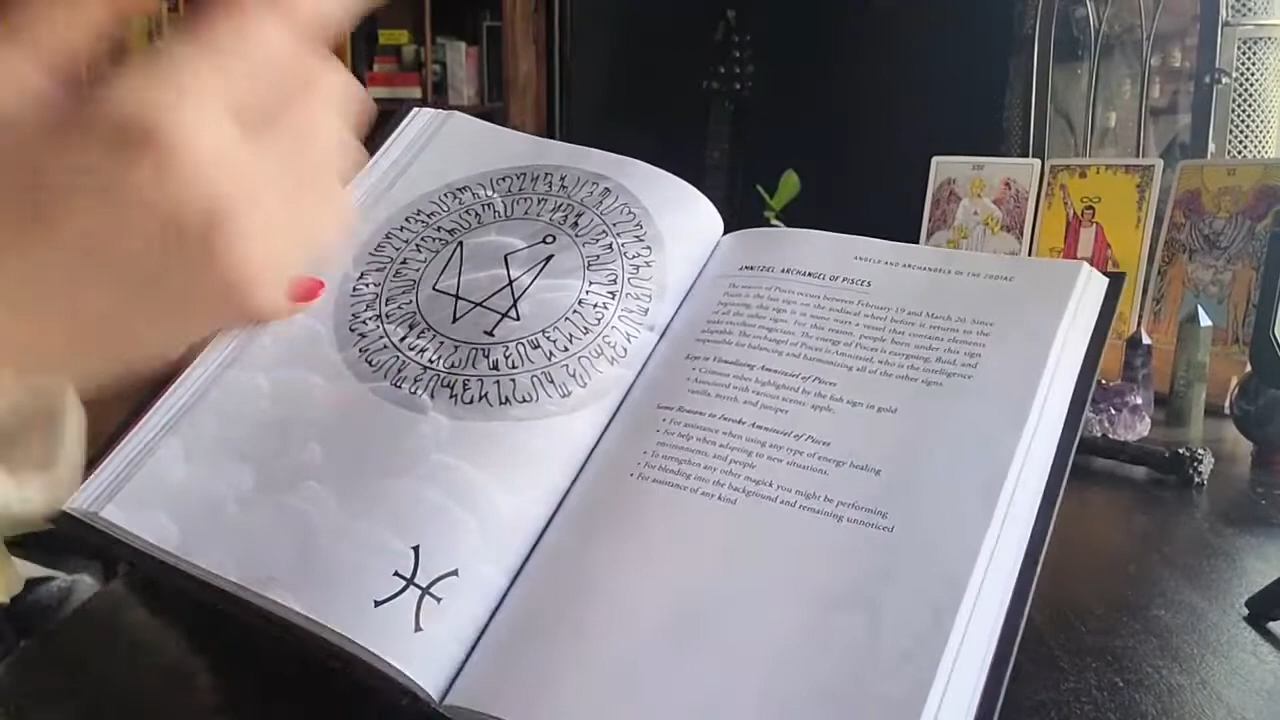 ANGELS AND ARCHANGELS OF THE ZODIAC
AMNITZIEL: ARCHANGEL OF PISCES
The season of Pisces occurs between February 19 and March 20. Since
Pisces is the last sign on the zodiacal wheel before it returns to the
beginning, this sign is in some ways a vessel that contains elements
of all the other signs. For this reason, people born under this sign
make excellent magicians. The energy of Pisces is easygoing, fluid, and
adaptable. The archangel of Pisces is Amnitziel, who is the intelligence
responsible for balancing and harmonizing all of the other signs.
Keys to Visualizing Amnitziel of Pisces
• Crimson robes highlighted by the fish sign in gold
• Associated with various scents: apple,
vanilla, myrrh, and juniper
Some Reasons to Invoke Amnitziel of Pisces
• For assistance when using any type of energy healing
• For help when adapting to new situations,
environments, and people
• To strengthen any other magick you might be performing
• For blending into the background and remaining unnoticed
• For assistance of any kind
VI